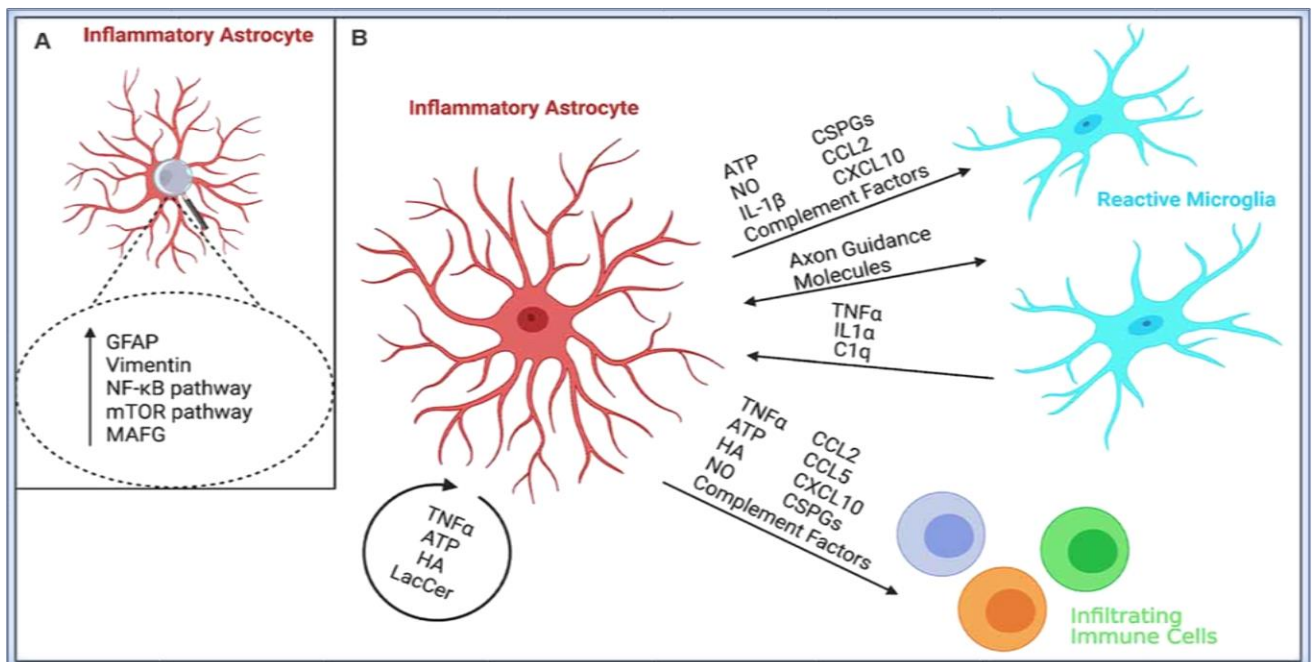 A
Inflammatory Astrocyte
GFAP
Vimentin
NF-κB pathway
mTOR pathway
MAFG
B
Inflammatory Astrocyte
ATP
NO
IL-1β
CSPGs
CCL2
CXCL10
Complement Factors
Reactive Microglia
Axon Guidance
Molecules
TNFα
IL1α
C1q
TNFα
ATP
HA
NO
CCL2
CCL5
CXCL10
CSPGs
Complement Factors
TNFα
ATP
HA
LacCer
Infiltrating
Immune Cells